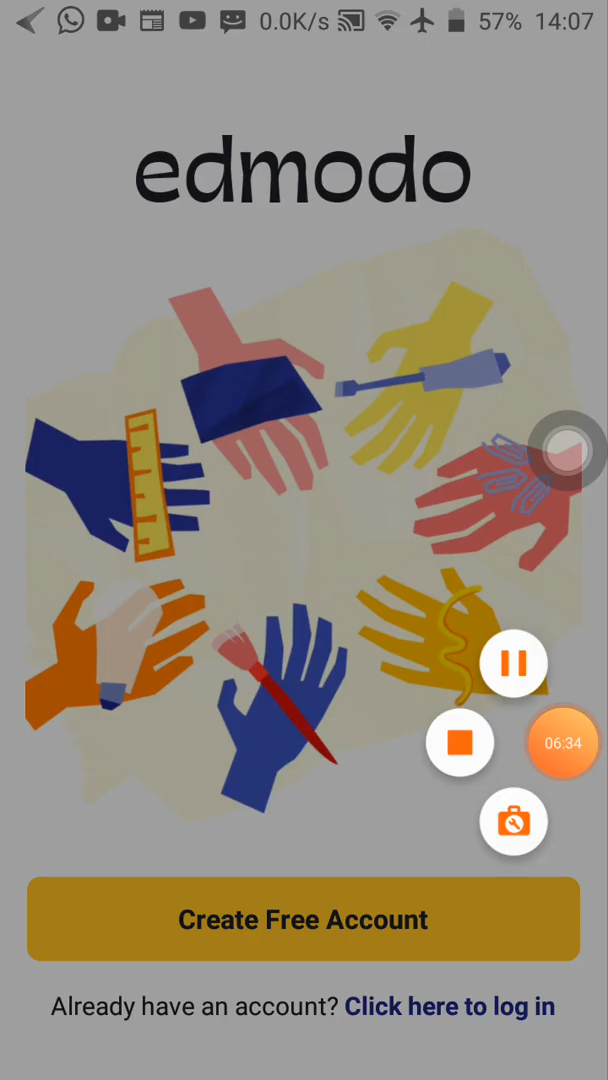 0.0K/s 57% 14:07
edmodo
06:34
Create Free Account
Already have an account? Click here to log in